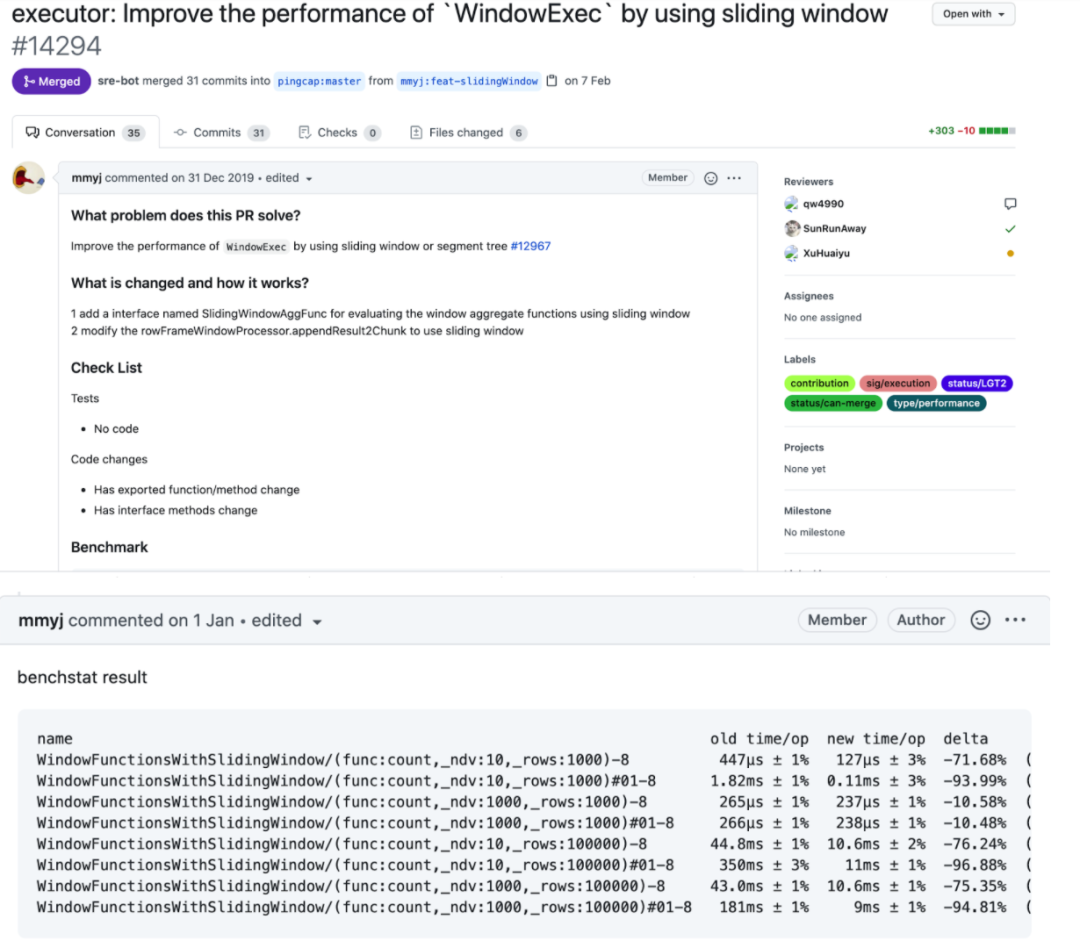 executor: Improve the performance of `WindowExec` by using sliding window
#14294
Open with
Merged
sre-bot merged 31 commits into pingcap:master from mmyj:feat-slidingWindow on 7 Feb
Conversation 35
Commits 31
Checks 0
Files changed 6
+303 −10
mmyj commented on 31 Dec 2019 • edited
Member
What problem does this PR solve?
Improve the performance of WindowExec by using sliding window or segment tree #12967
What is changed and how it works?
1 add a interface named SlidingWindowAggFunc for evaluating the window aggregate functions using sliding window
2 modify the rowFrameWindowProcessor.appendResult2Chunk to use sliding window
Check List
Tests
• No code
Code changes
• Has exported function/method change
• Has interface methods change
Benchmark
Reviewers
qw4990
SunRunAway
XuHuaiyu
Assignees
No one assigned
Labels
contribution sig/execution status/LGT2
status/can-merge type/performance
Projects
None yet
Milestone
No milestone
mmyj commented on 1 Jan • edited
Member Author
benchstat result
name old time/op new time/op delta
WindowFunctionsWithSlidingWindow/(func:count,_ndv:10,_rows:1000)-8 447µs ± 1% 127µs ± 3% -71.68% (
WindowFunctionsWithSlidingWindow/(func:count,_ndv:10,_rows:1000)#01-8 1.82ms ± 1% 0.11ms ± 3% -93.99% (
WindowFunctionsWithSlidingWindow/(func:count,_ndv:1000,_rows:1000)-8 265µs ± 1% 237µs ± 1% -10.58% (
WindowFunctionsWithSlidingWindow/(func:count,_ndv:1000,_rows:1000)#01-8 266µs ± 1% 238µs ± 1% -10.48% (
WindowFunctionsWithSlidingWindow/(func:count,_ndv:10,_rows:100000)-8 44.8ms ± 1% 10.6ms ± 2% -76.24% (
WindowFunctionsWithSlidingWindow/(func:count,_ndv:10,_rows:100000)#01-8 350ms ± 3% 11ms ± 1% -96.88% (
WindowFunctionsWithSlidingWindow/(func:count,_ndv:1000,_rows:100000)-8 43.0ms ± 1% 10.6ms ± 1% -75.35% (
WindowFunctionsWithSlidingWindow/(func:count,_ndv:1000,_rows:100000)#01-8 181ms ± 1% 9ms ± 1% -94.81% (